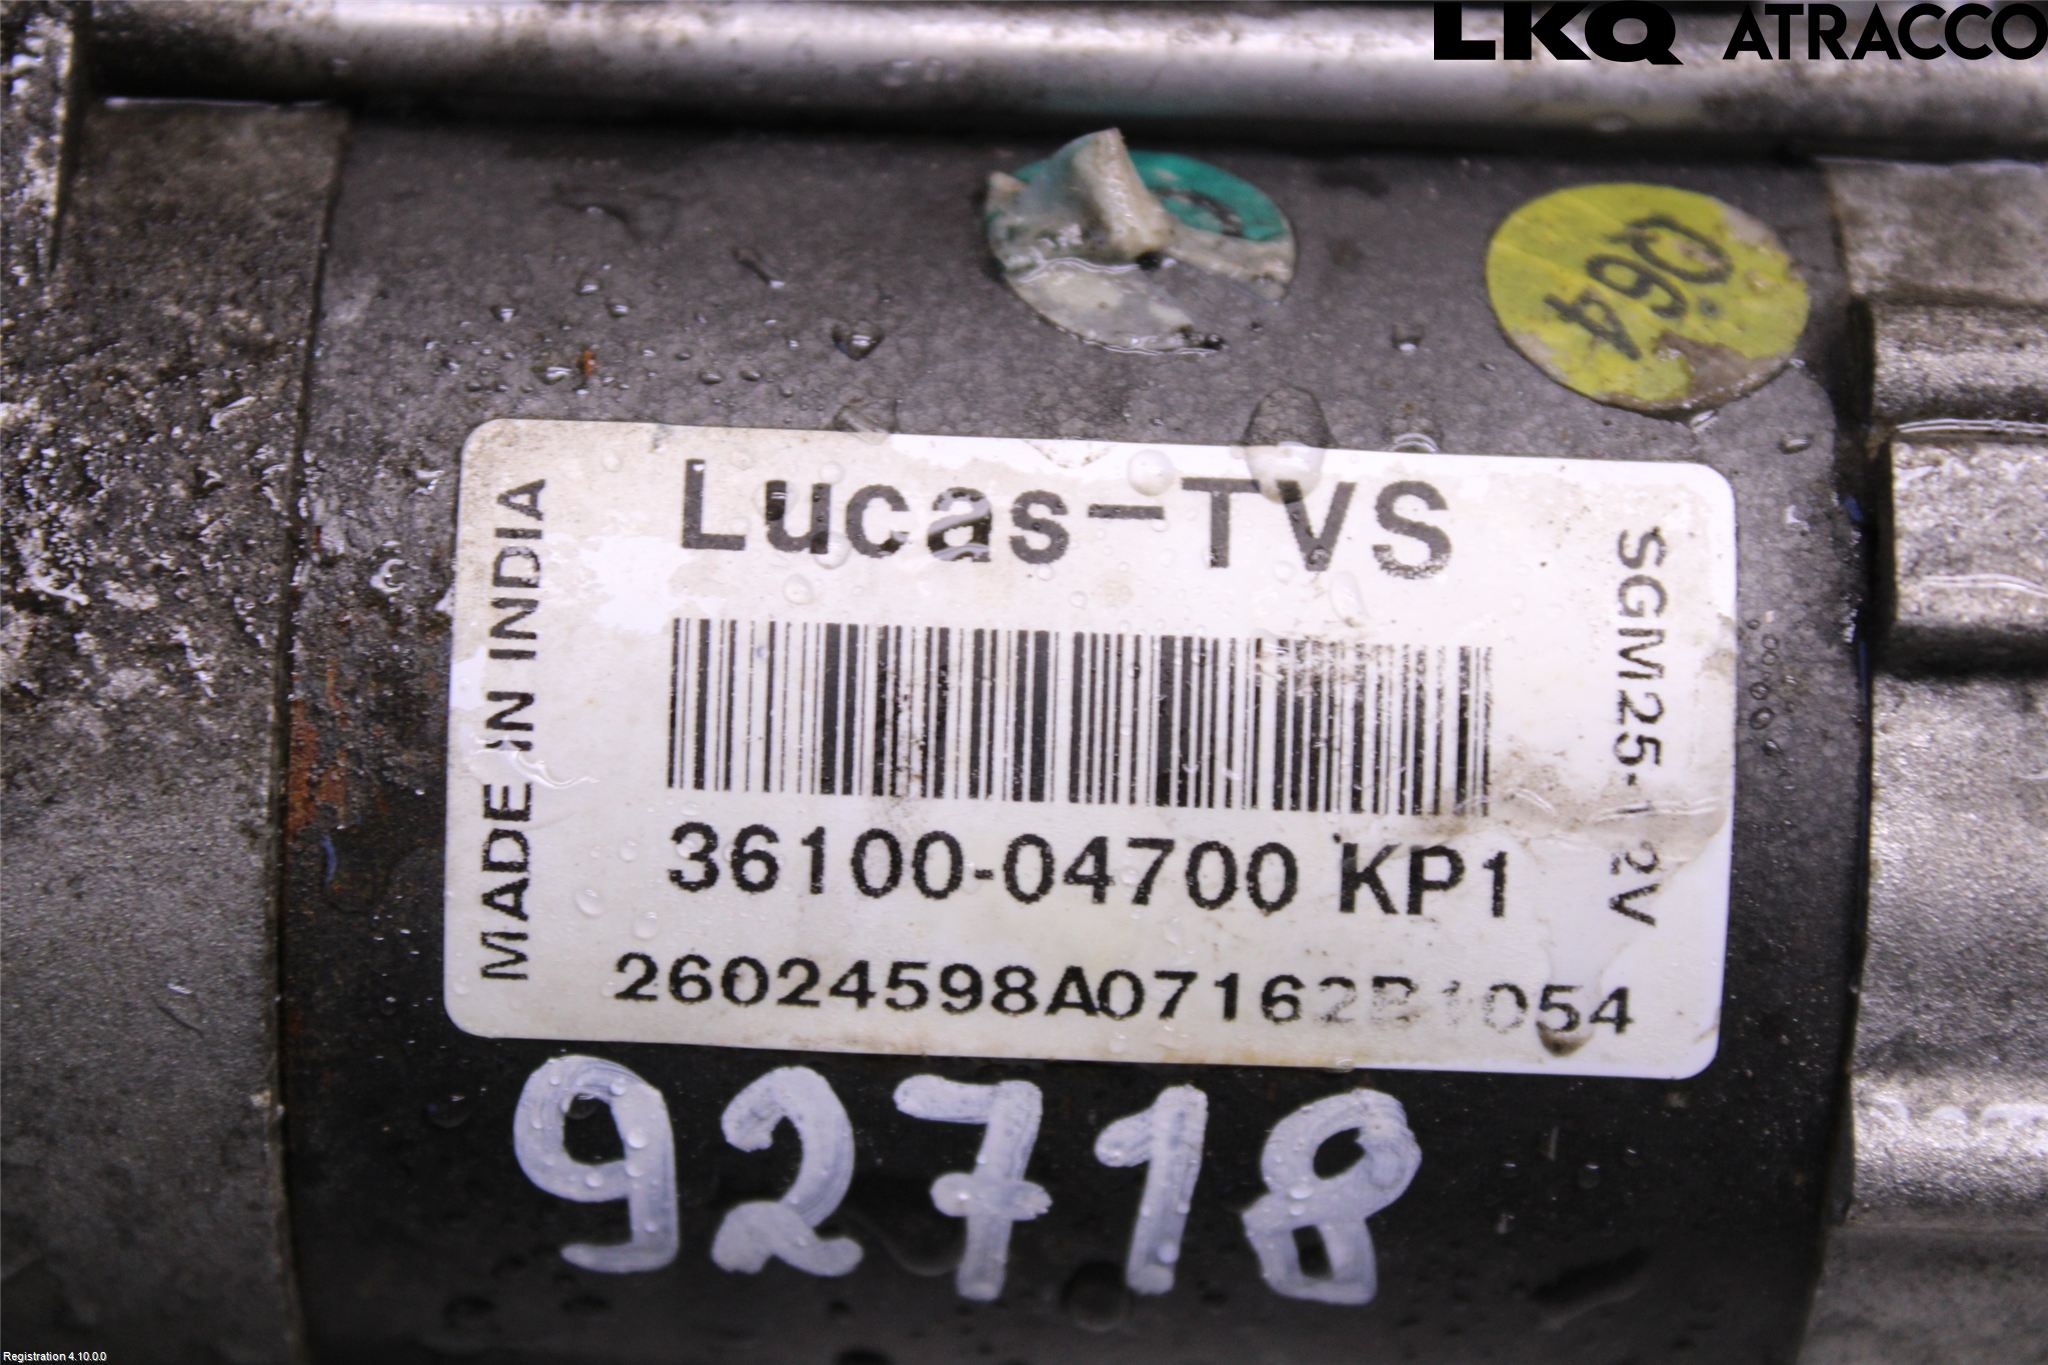 LKQ ATRACCO
064
Lucas-TVS
MADE IN INDIA
SGM25-12V
36100-04700 KP1
26024598A07162B1054
92718
Registration 4.10.0.0